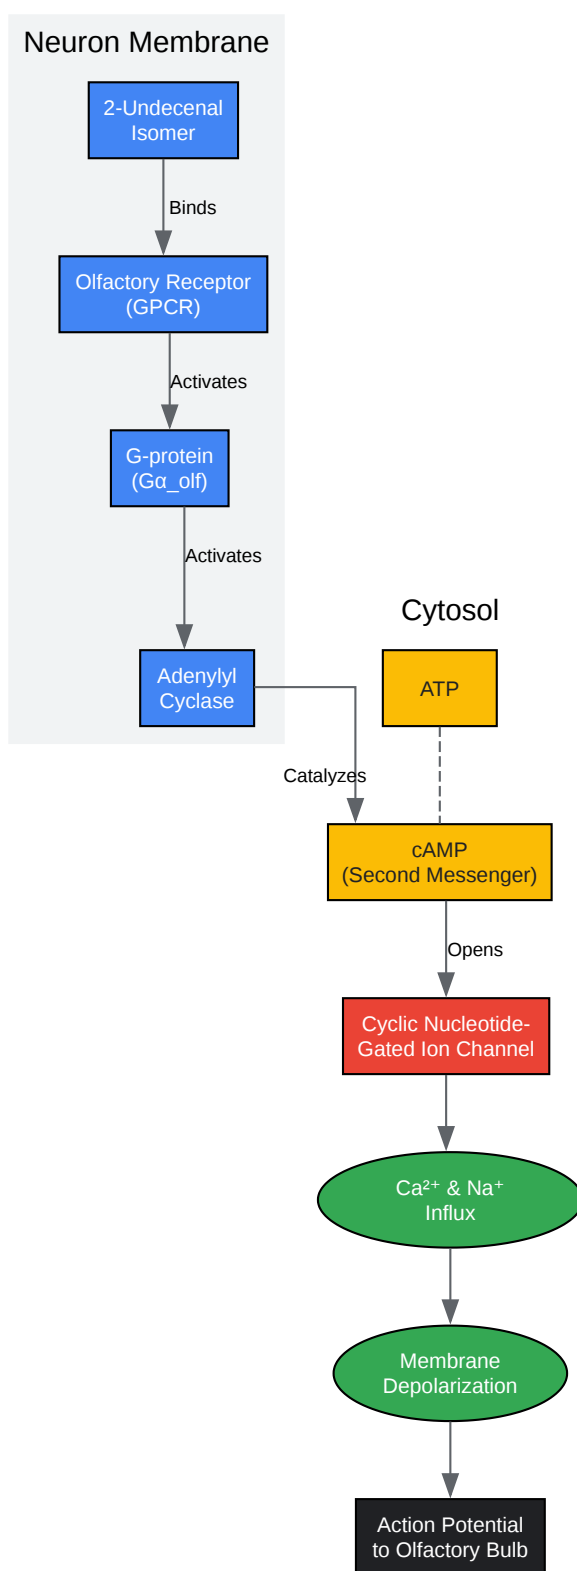 Neuron Membrane
2-Undecenal
Isomer
Binds
Olfactory Receptor
(GPCR)
Activates
G-protein
(Gα_olf)
Activates
Adenylyl
Cyclase
Cytosol
ATP
Catalyzes
cAMP
(Second Messenger)
Opens
Cyclic Nucleotide-
Gated Ion Channel
Ca²⁺ & Na⁺
Influx
Membrane
Depolarization
Action Potential
to Olfactory Bulb